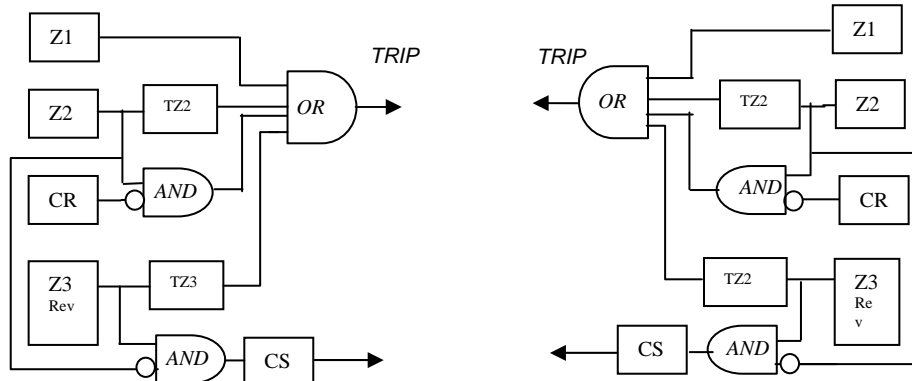 Z1
TRIP
Z2
TZ2
OR
CR
AND
Z3
Rev
TZ3
AND
CS
Z1
TRIP
OR
TZ2
Z2
AND
CR
TZ2
Z3
Re
v
CS
AND